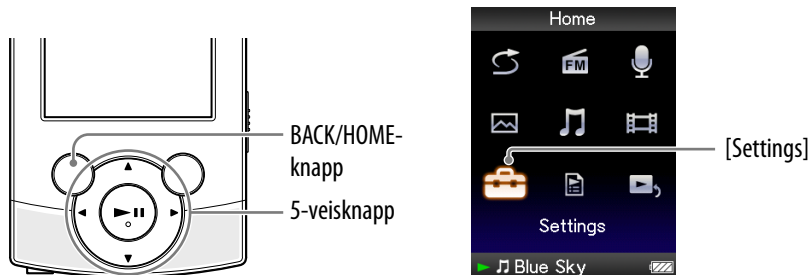 BACK/HOME-
knapp
5-veisknapp
Home
FM
[Settings]
Settings
Blue Sky